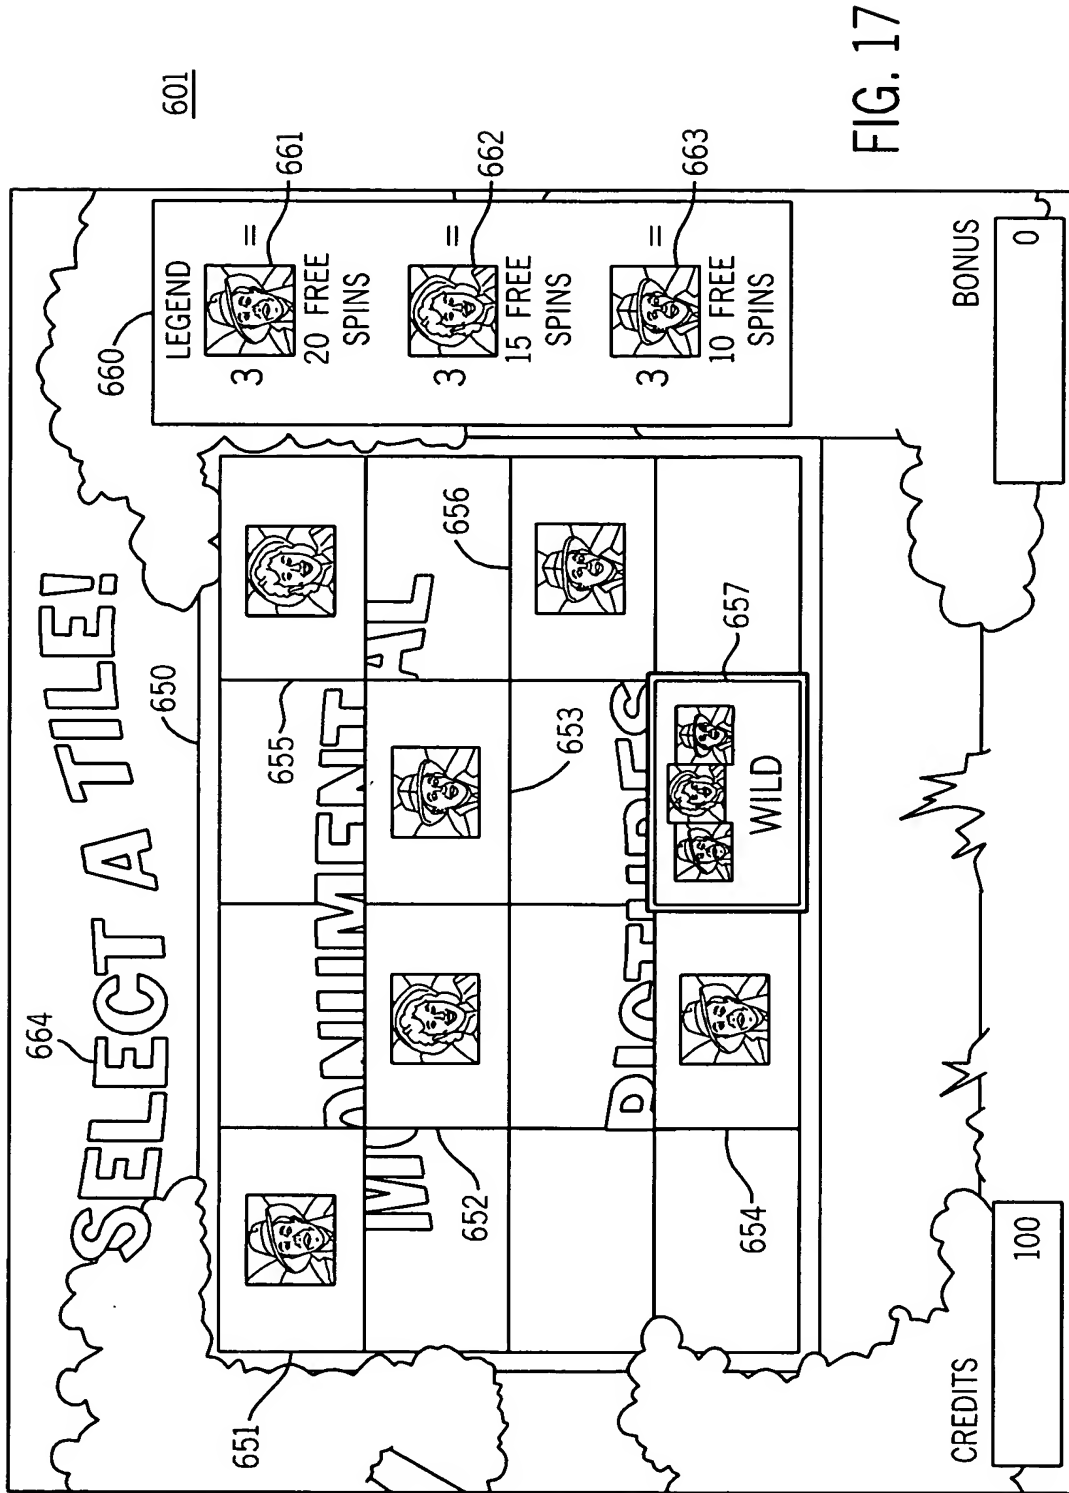 SELECT A TILE!
664
650
660
601
LEGEND
3 =
20 FREE
SPINS
661
3 =
15 FREE
SPINS
662
3 =
10 FREE
SPINS
663
651
655
MONUMENTAL
652
656
653
PICTURES
654
657
WILD
CREDITS
100
BONUS
0
FIG. 17